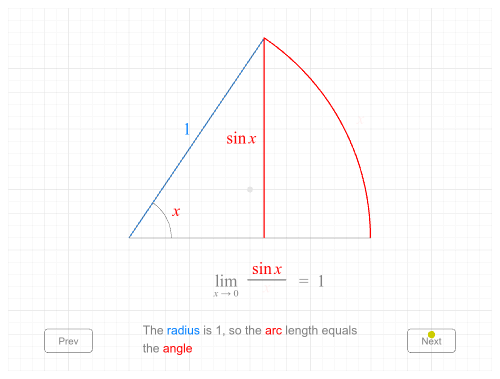 1
sin x
x
sin x
lim = 1
x → 0
The radius is 1, so the arc length equals
the angle
Prev
Next